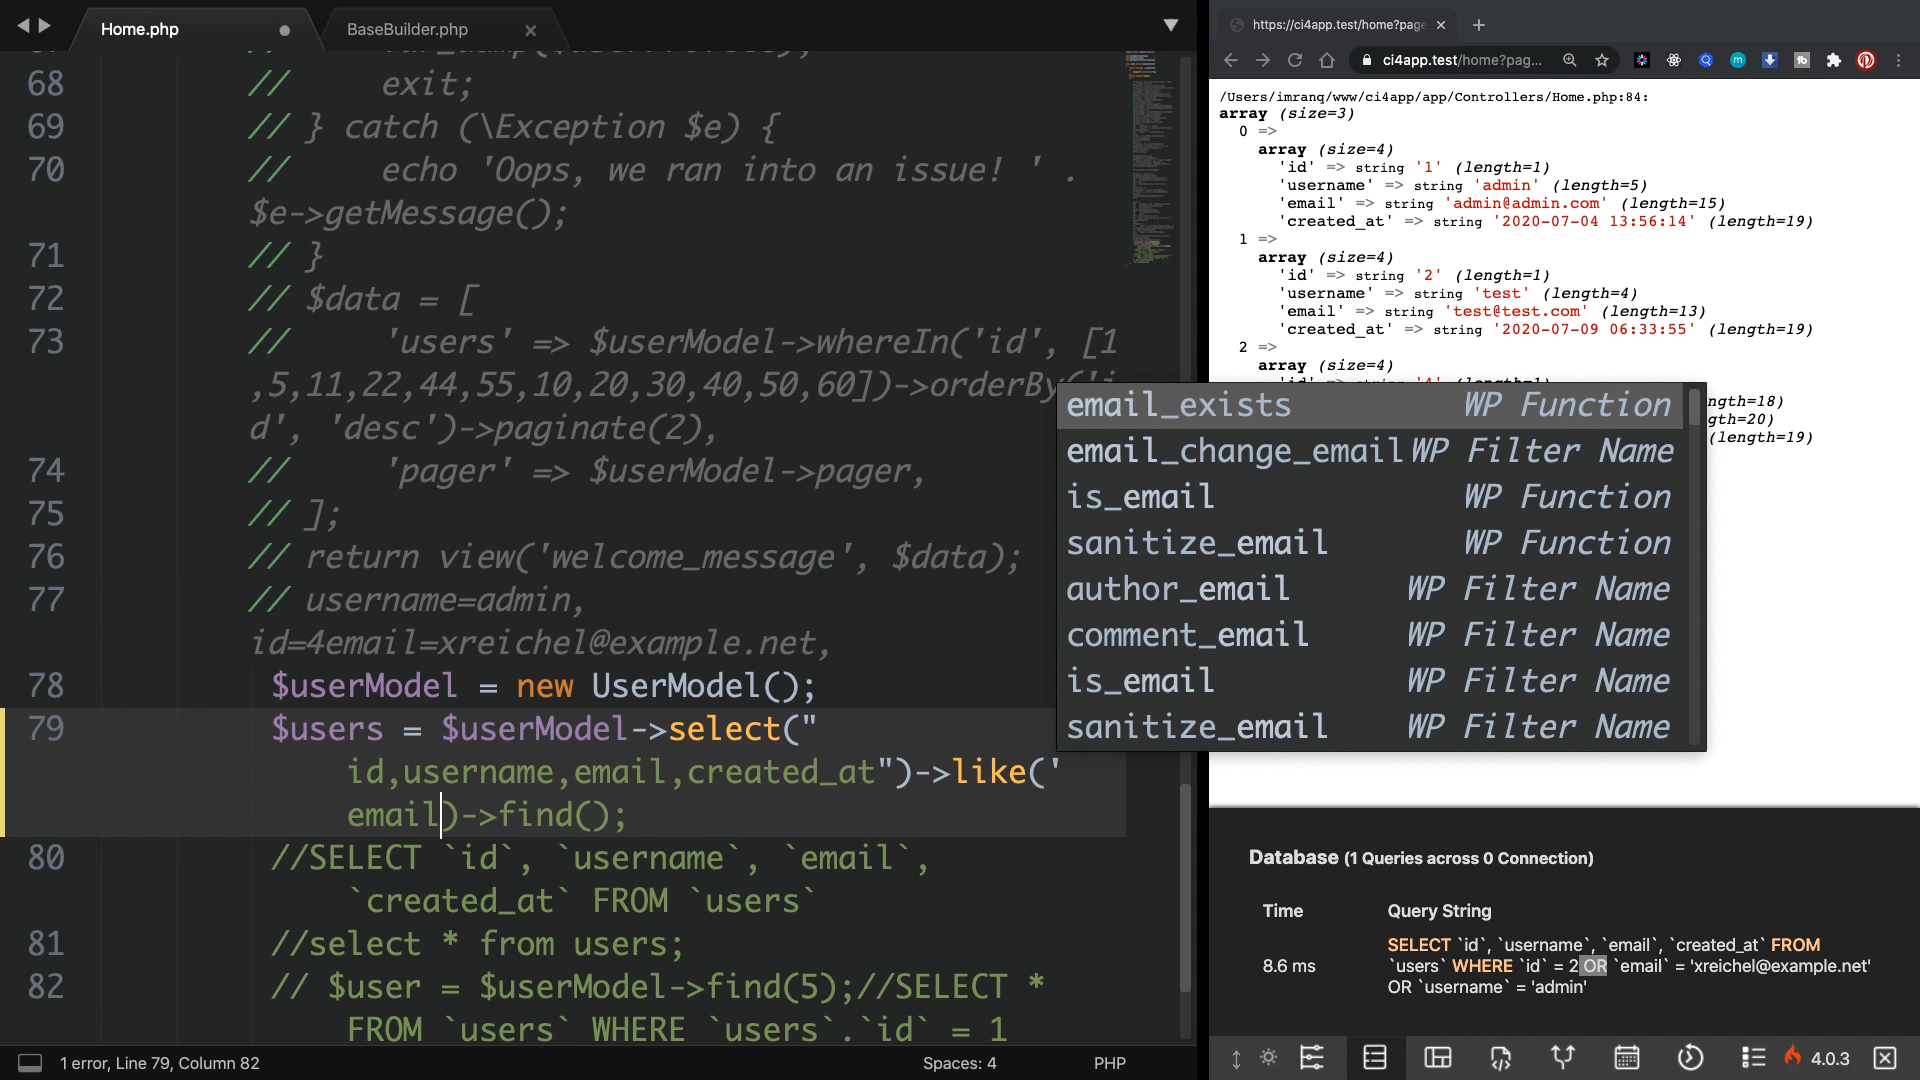 Home.php
BaseBuilder.php
68 // exit;
69 // } catch (\Exception $e) {
70 // echo 'Oops, we ran into an issue! ' .
$e->getMessage();
71 // }
72 // $data = [
73 // 'users' => $userModel->whereIn('id', [1
,5,11,22,44,55,10,20,30,40,50,60])->orderBy('i
d', 'desc')->paginate(2),
74 // 'pager' => $userModel->pager,
75 // ];
76 // return view('welcome_message', $data);
77 // username=admin,
id=4email=xreichel@example.net,
78 $userModel = new UserModel();
79 $users = $userModel->select("
id,username,email,created_at")->like('
email)->find();
80 //SELECT `id`, `username`, `email`,
`created_at` FROM `users`
81 //select * from users;
82 // $user = $userModel->find(5);//SELECT *
FROM `users` WHERE `users`.`id` = 1
1 error, Line 79, Column 82
Spaces: 4
PHP
email_exists WP Function
email_change_email WP Filter Name
is_email WP Function
sanitize_email WP Function
author_email WP Filter Name
comment_email WP Filter Name
is_email WP Filter Name
sanitize_email WP Filter Name
https://ci4app.test/home?page
ci4app.test/home?pag...
/Users/imranq/www/ci4app/app/Controllers/Home.php:84:
array (size=3)
0 =>
array (size=4)
'id' => string '1' (length=1)
'username' => string 'admin' (length=5)
'email' => string 'admin@admin.com' (length=15)
'created_at' => string '2020-07-04 13:56:14' (length=19)
1 =>
array (size=4)
'id' => string '2' (length=1)
'username' => string 'test' (length=4)
'email' => string 'test@test.com' (length=13)
'created_at' => string '2020-07-09 06:33:55' (length=19)
2 =>
array (size=4)
ngth=18)
gth=20)
(length=19)
Database (1 Queries across 0 Connection)
Time Query String
8.6 ms
SELECT `id`, `username`, `email`, `created_at` FROM
`users` WHERE `id` = 2 OR `email` = 'xreichel@example.net'
OR `username` = 'admin'
4.0.3